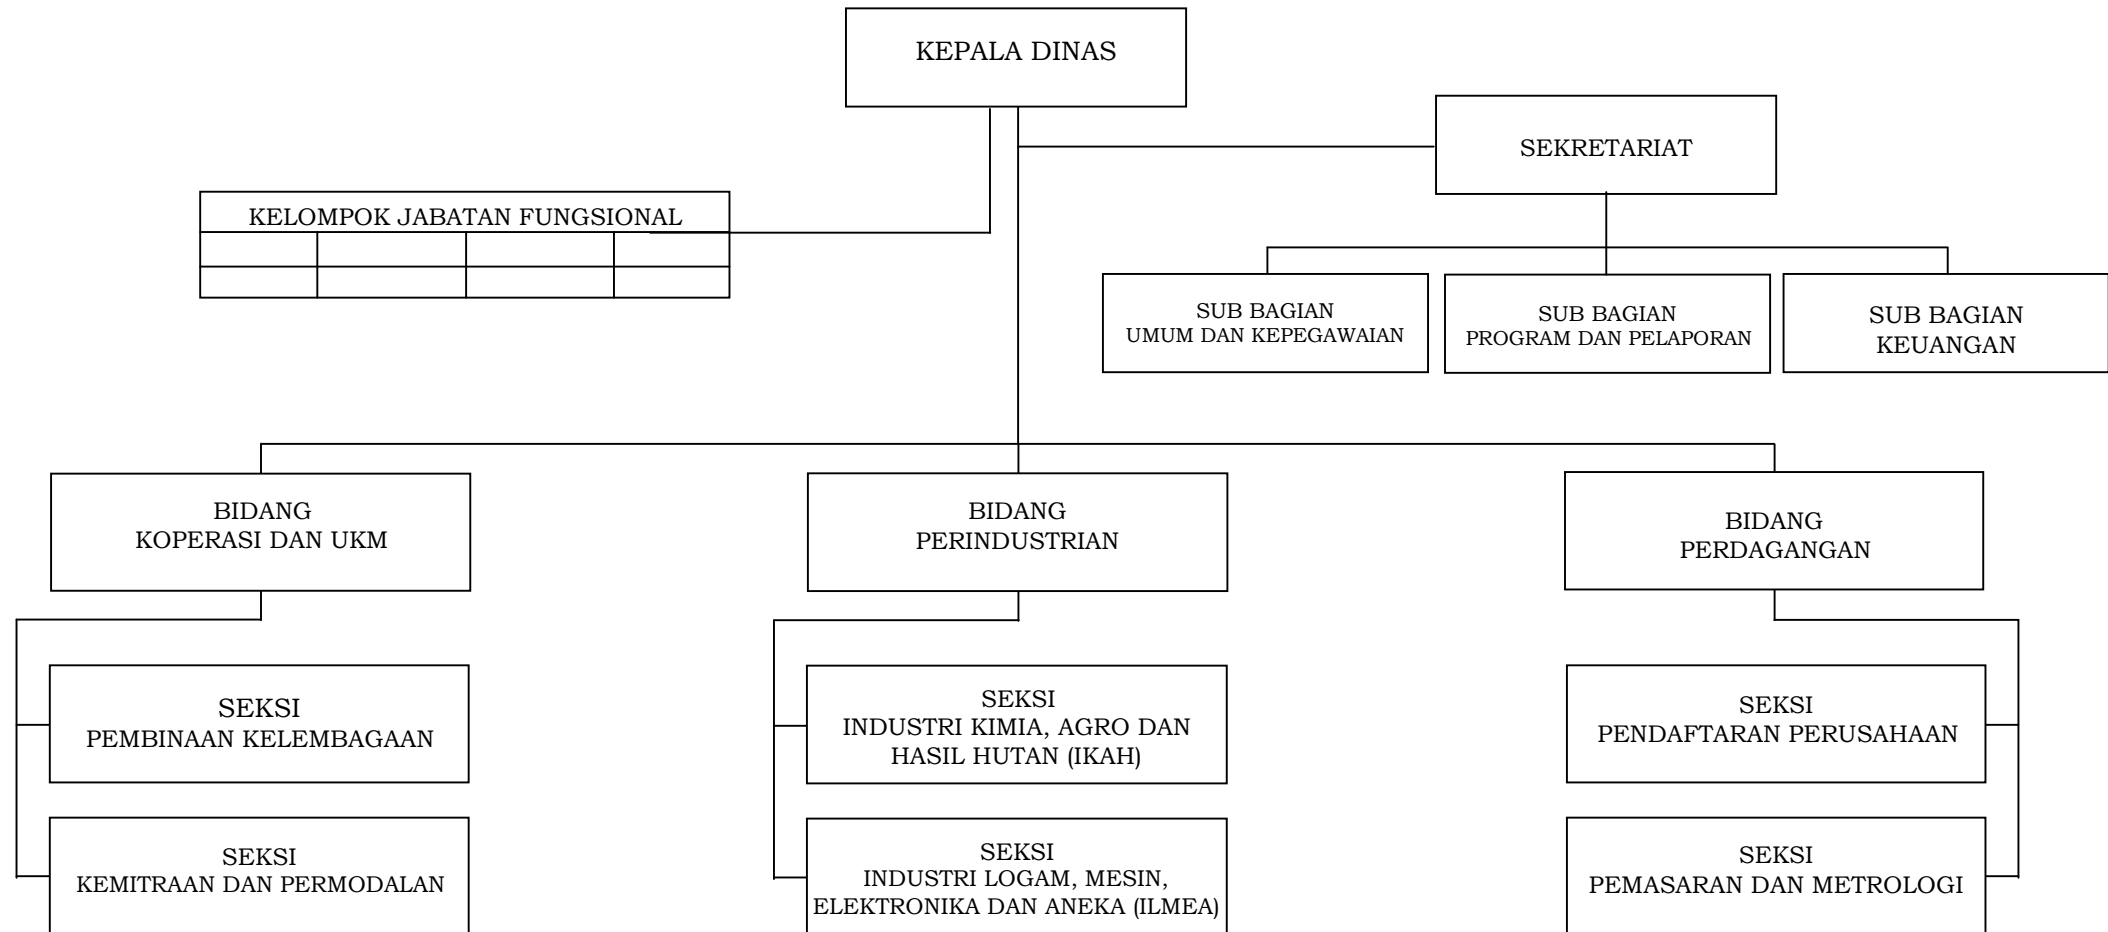 KEPALA DINAS
SEKRETARIAT
KELOMPOK JABATAN FUNGSIONAL
SUB BAGIAN
UMUM DAN KEPEGAWAIAN
SUB BAGIAN
PROGRAM DAN PELAPORAN
SUB BAGIAN
KEUANGAN
BIDANG
KOPERASI DAN UKM
BIDANG
PERINDUSTRIAN
BIDANG
PERDAGANGAN
SEKSI
PEMBINAAN KELEMBAGAAN
SEKSI
INDUSTRI KIMIA, AGRO DAN
HASIL HUTAN (IKAH)
SEKSI
PENDAFTARAN PERUSAHAAN
SEKSI
KEMITRAAN DAN PERMODALAN
SEKSI
INDUSTRI LOGAM, MESIN,
ELEKTRONIKA DAN ANEKA (ILMEA)
SEKSI
PEMASARAN DAN METROLOGI